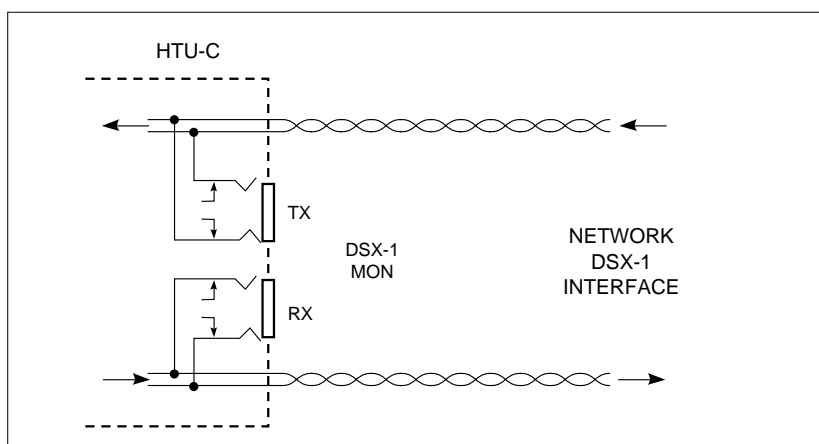 HTU-C
TX
DSX-1
MON
RX
NETWORK
DSX-1
INTERFACE